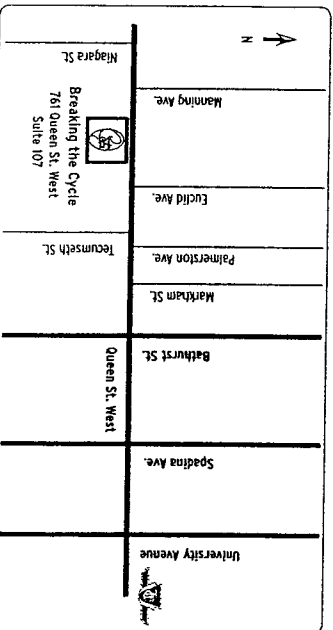 N
Manning Ave.
Euclid Ave.
Palmerston Ave.
Markham St.
Bathurst St.
Spadina Ave.
University Avenue
Niagara St.
Breaking the Cycle
761 Queen St. West
Suite 107
Tecumseth St.
Queen St. West